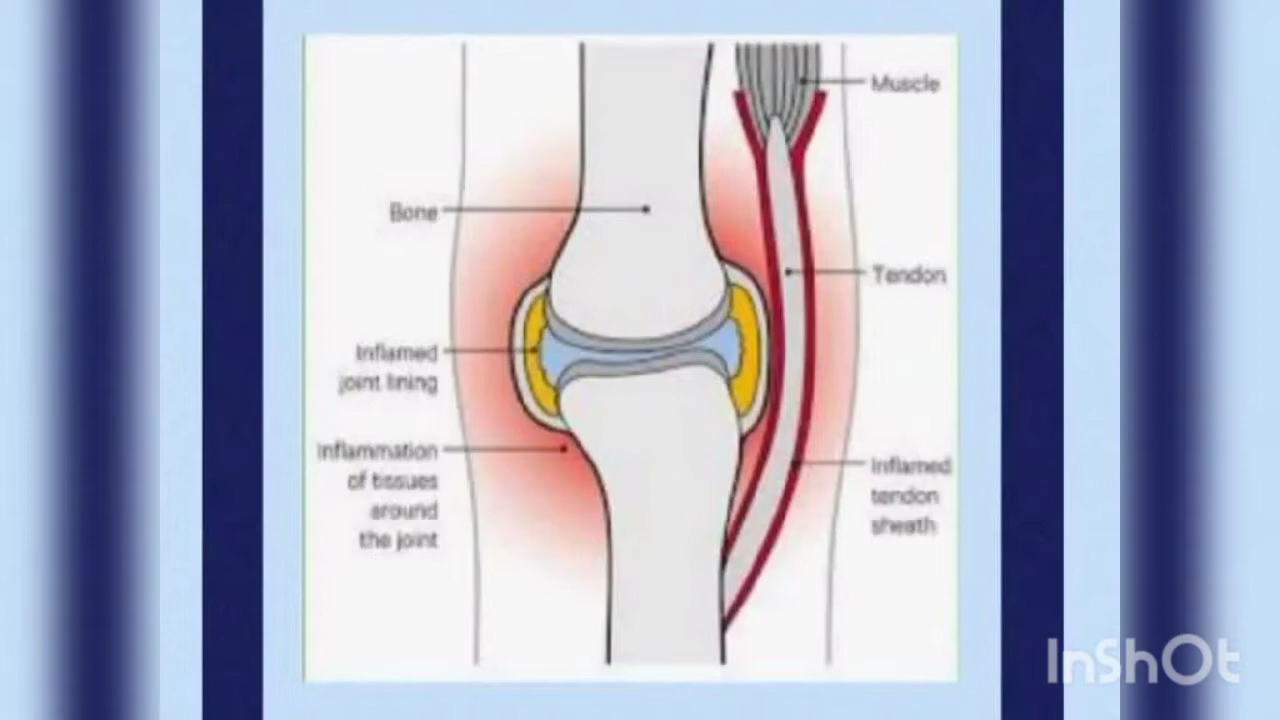 Muscle
Bone
Tendon
Inflamed
joint lining
Inflammation
of tissues
around
the joint
Inflamed
tendon
sheath
InShOt